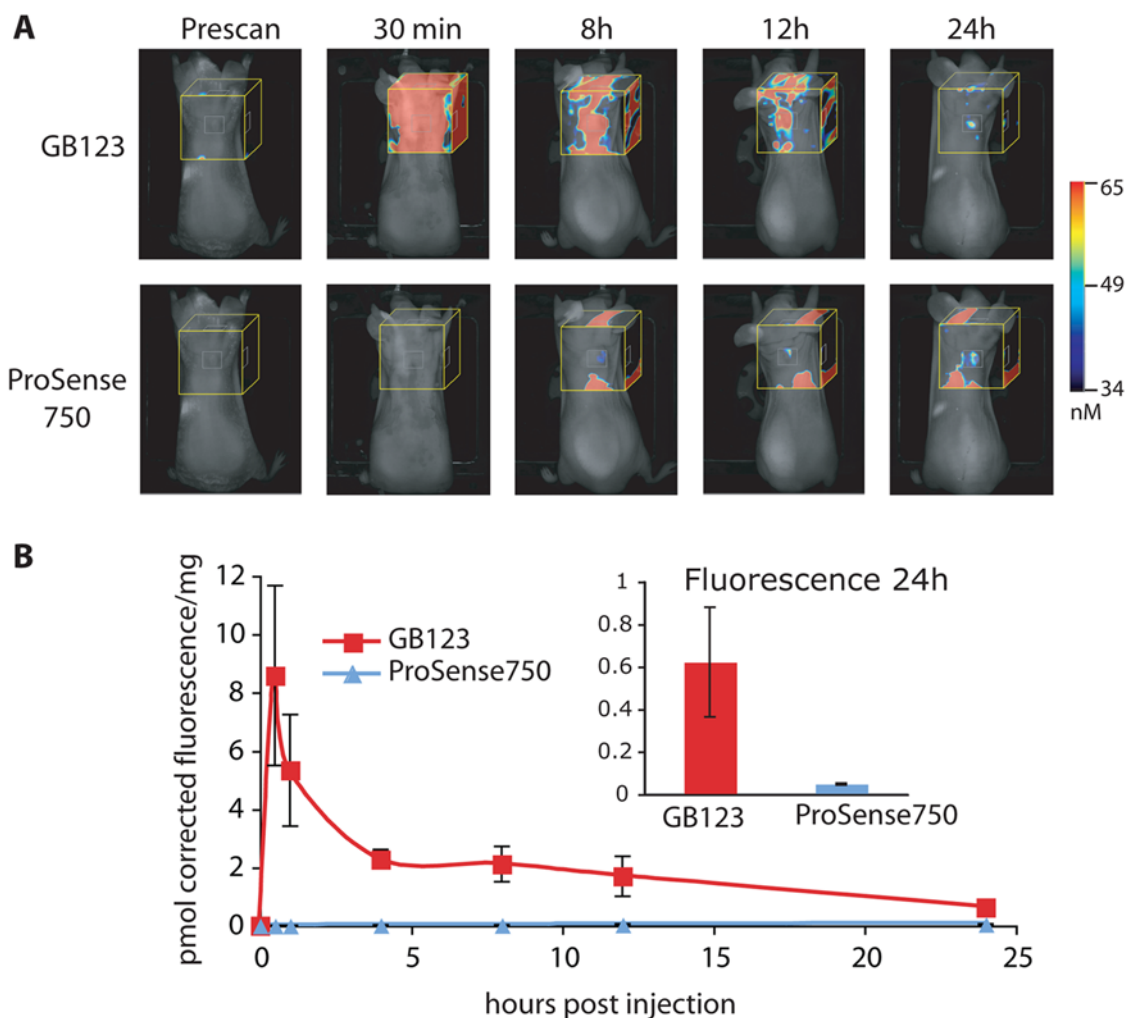 A
Prescan 30 min 8h 12h 24h
GB123
ProSense
750
65
49
34
nM
B
pmol corrected fluorescence/mg
12
10
8
6
4
2
0
0 5 10 15 20 25
hours post injection
GB123
ProSense750
Fluorescence 24h
1
0.8
0.6
0.4
0.2
0
GB123 ProSense750